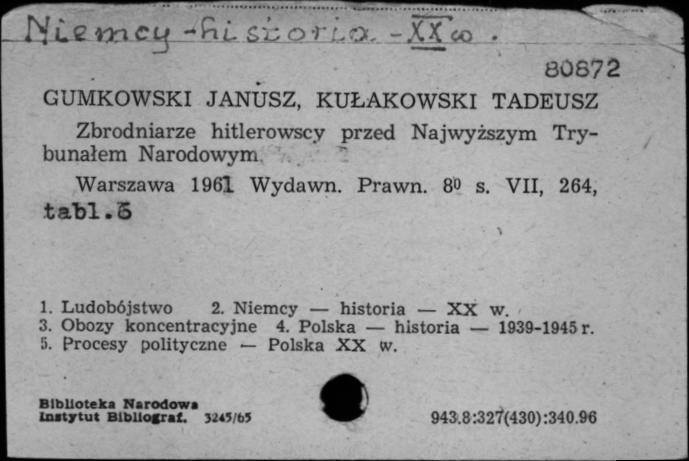 Niemcy - historia - XX w.
80872
GUMKOWSKI JANUSZ, KUŁAKOWSKI TADEUSZ
Zbrodniarze hitlerowscy przed Najwyższym Try-
bunałem Narodowym.
Warszawa 1961 Wydawn. Prawn. 8⁰ s. VII, 264,
tabl.5
1. Ludobójstwo 2. Niemcy — historia — XX w.
3. Obozy koncentracyjne 4. Polska — historia — 1939-1945 r.
5. Procesy polityczne — Polska XX w.
Biblioteka Narodowa
Instytut Bibliograf. 3245/65
943.8:327(430):340.96